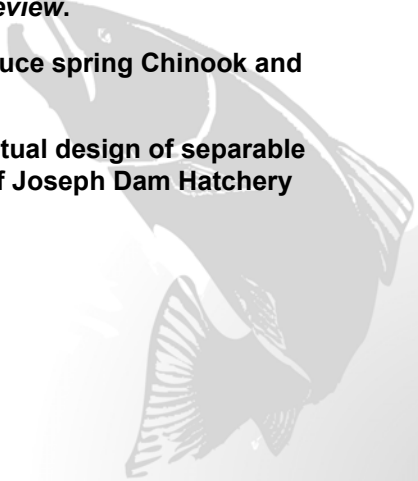 eview.
uce spring Chinook and
tual design of separable
f Joseph Dam Hatchery